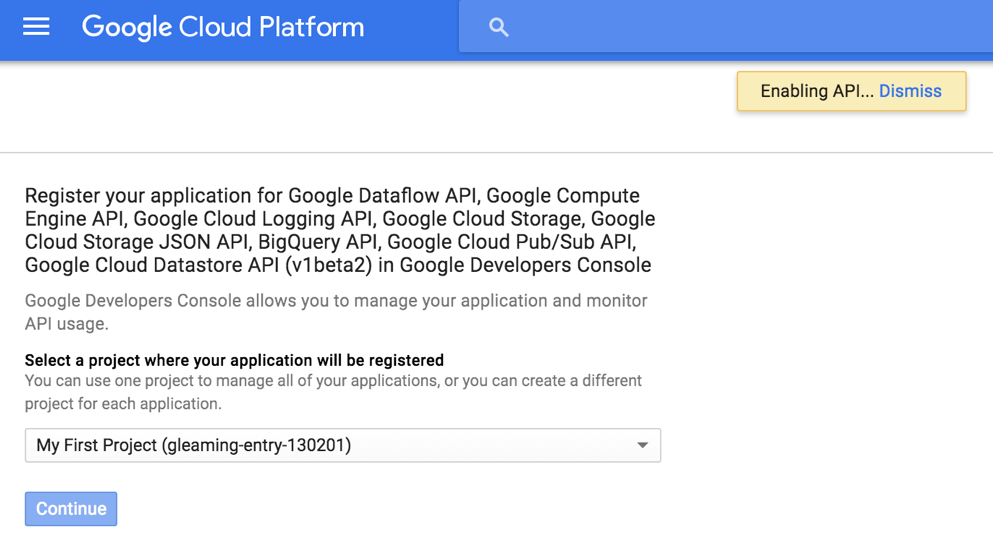 Google Cloud Platform
Enabling API... Dismiss
Register your application for Google Dataflow API, Google Compute
Engine API, Google Cloud Logging API, Google Cloud Storage, Google
Cloud Storage JSON API, BigQuery API, Google Cloud Pub/Sub API,
Google Cloud Datastore API (v1beta2) in Google Developers Console
Google Developers Console allows you to manage your application and monitor
API usage.
Select a project where your application will be registered
You can use one project to manage all of your applications, or you can create a different
project for each application.
My First Project (gleaming-entry-130201)
Continue